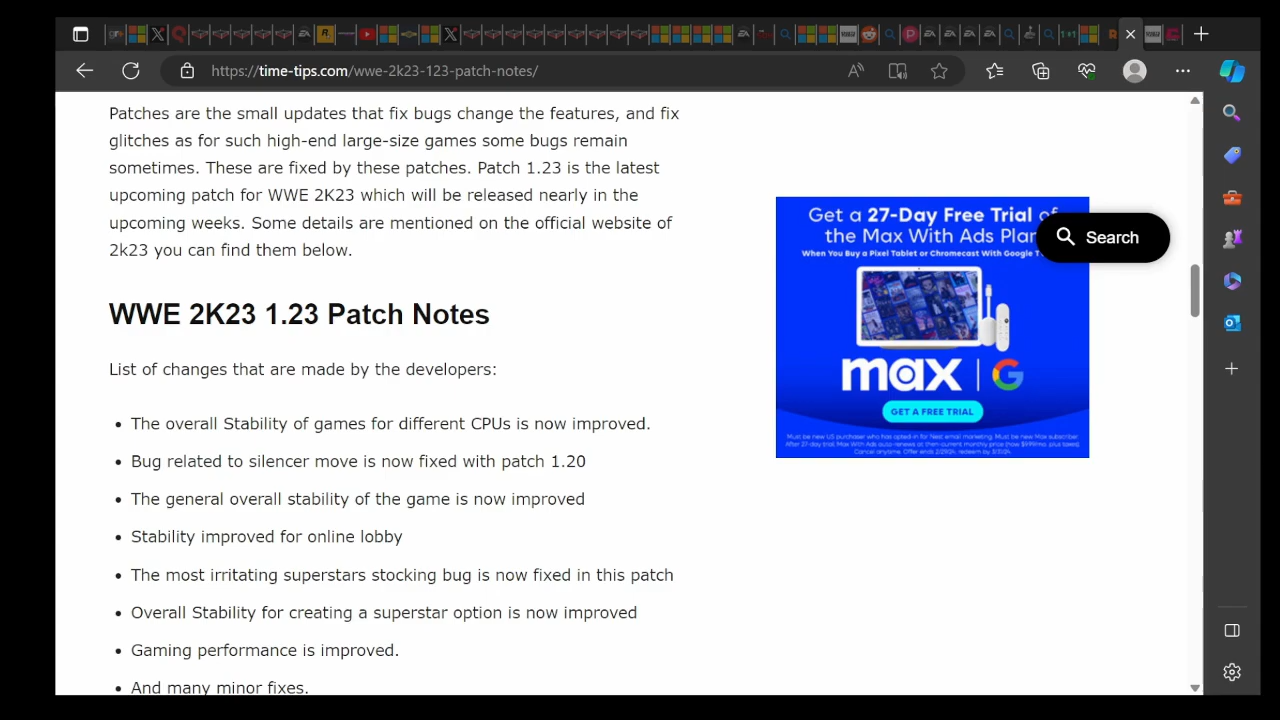 https://time-tips.com/wwe-2k23-123-patch-notes/
Patches are the small updates that fix bugs change the features, and fix
glitches as for such high-end large-size games some bugs remain
sometimes. These are fixed by these patches. Patch 1.23 is the latest
upcoming patch for WWE 2K23 which will be released nearly in the
upcoming weeks. Some details are mentioned on the official website of
2k23 you can find them below.
WWE 2K23 1.23 Patch Notes
List of changes that are made by the developers:
• The overall Stability of games for different CPUs is now improved.
• Bug related to silencer move is now fixed with patch 1.20
• The general overall stability of the game is now improved
• Stability improved for online lobby
• The most irritating superstars stocking bug is now fixed in this patch
• Overall Stability for creating a superstar option is now improved
• Gaming performance is improved.
• And many minor fixes.
Get a 27-Day Free Trial of
the Max With Ads Plan
When You Buy a Pixel Tablet or Chromecast With Google
Search
max | G
GET A FREE TRIAL